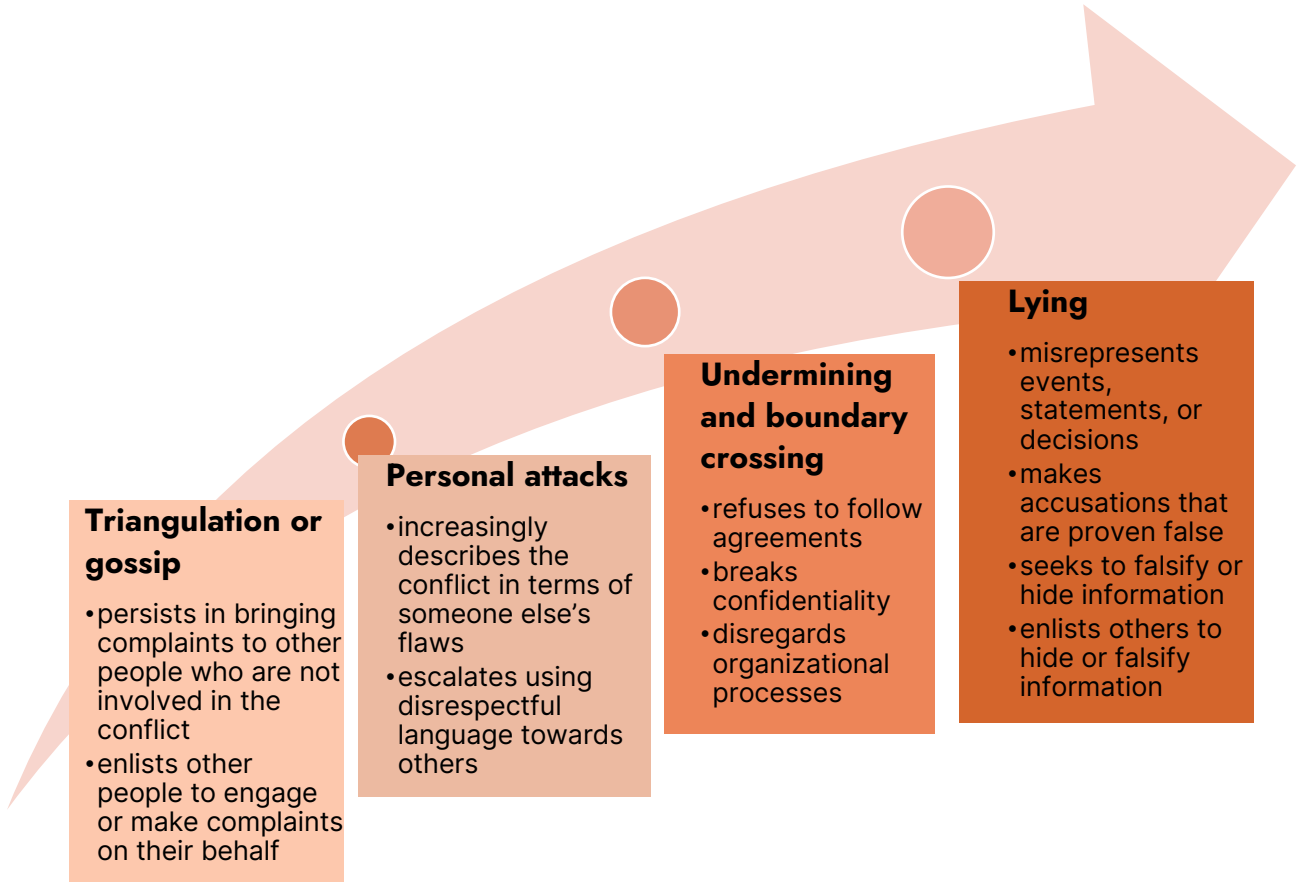 Triangulation or
gossip
•persists in bringing
complaints to other
people who are not
involved in the
conflict
•enlists other
people to engage
or make complaints
on their behalf
Personal attacks
•increasingly
describes the
conflict in terms of
someone else’s
flaws
•escalates using
disrespectful
language towards
others
Undermining
and boundary
crossing
•refuses to follow
agreements
•breaks
confidentiality
•disregards
organizational
processes
Lying
•misrepresents
events,
statements, or
decisions
•makes
accusations that
are proven false
•seeks to falsify or
hide information
•enlists others to
hide or falsify
information